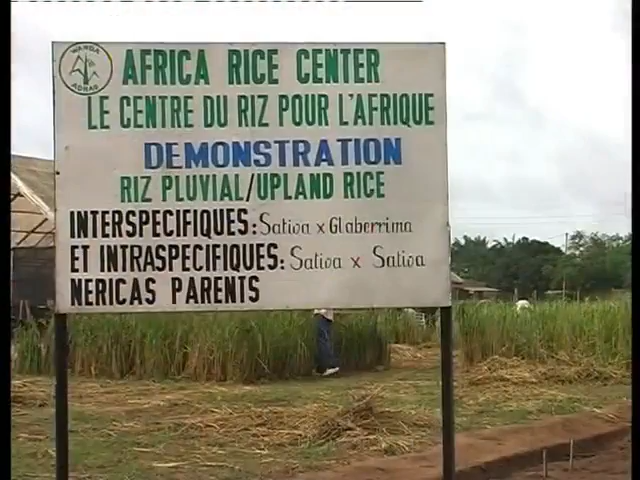 WARDA
ADRAO
AFRICA RICE CENTER
LE CENTRE DU RIZ POUR L'AFRIQUE
DEMONSTRATION
RIZ PLUVIAL/UPLAND RICE
INTERSPECIFIQUES: Sativa x Glaberrima
ET INTRASPECIFIQUES: Sativa x Sativa
NERICAS PARENTS